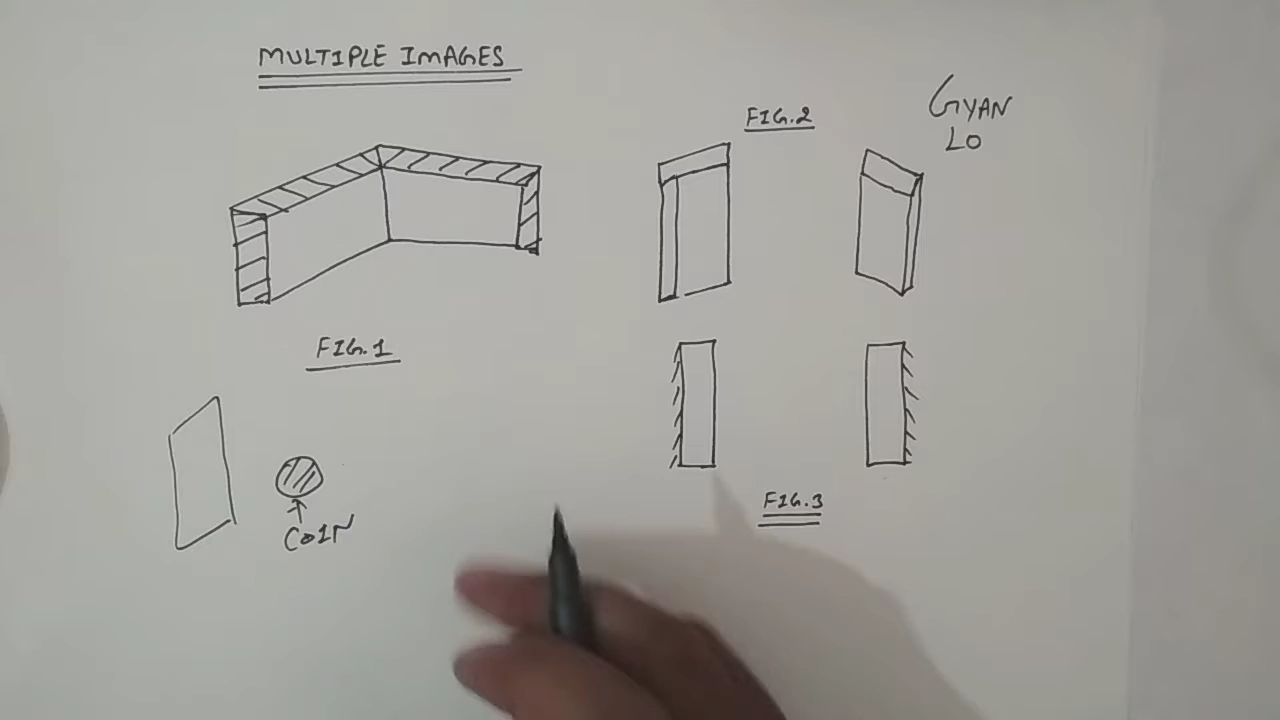 MULTIPLE IMAGES
FIG.2
GYAN
LO
FIG.1
FIG.3
COIN